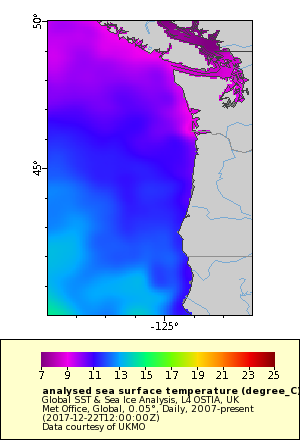 50°
45°
-125°
7 9 11 13 15 17 19 21 23 25
analysed sea surface temperature (degree_C)
Global SST & Sea Ice Analysis, L4 OSTIA, UK
Met Office, Global, 0.05°, Daily, 2007-present
(2017-12-22T12:00:00Z)
Data courtesy of UKMO